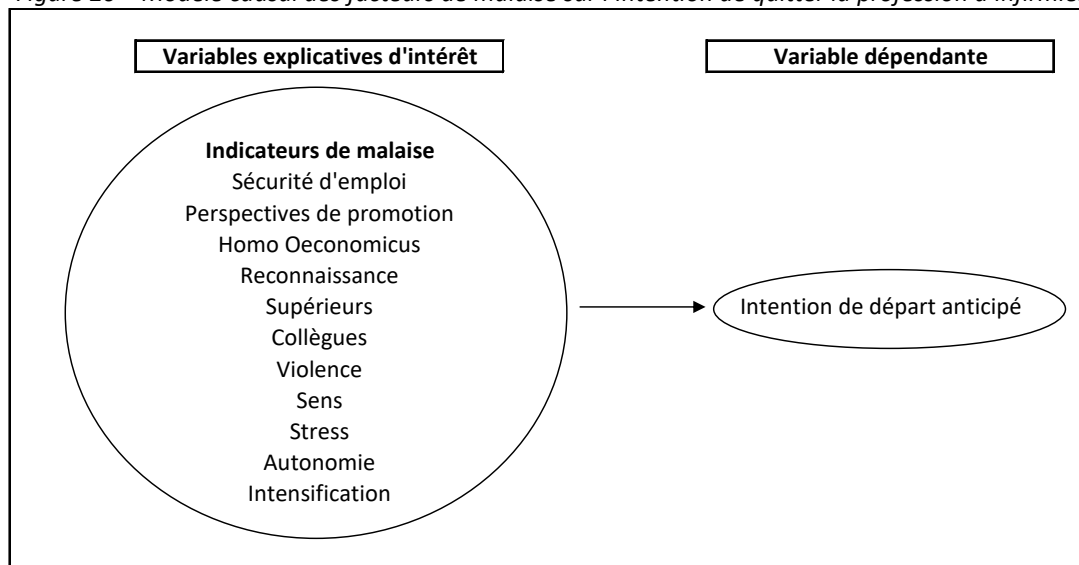 Variables explicatives d'intérêt
Variable dépendante
Indicateurs de malaise
Sécurité d'emploi
Perspectives de promotion
Homo Oeconomicus
Reconnaissance
Supérieurs
Collègues
Violence
Sens
Stress
Autonomie
Intensification
Intention de départ anticipé